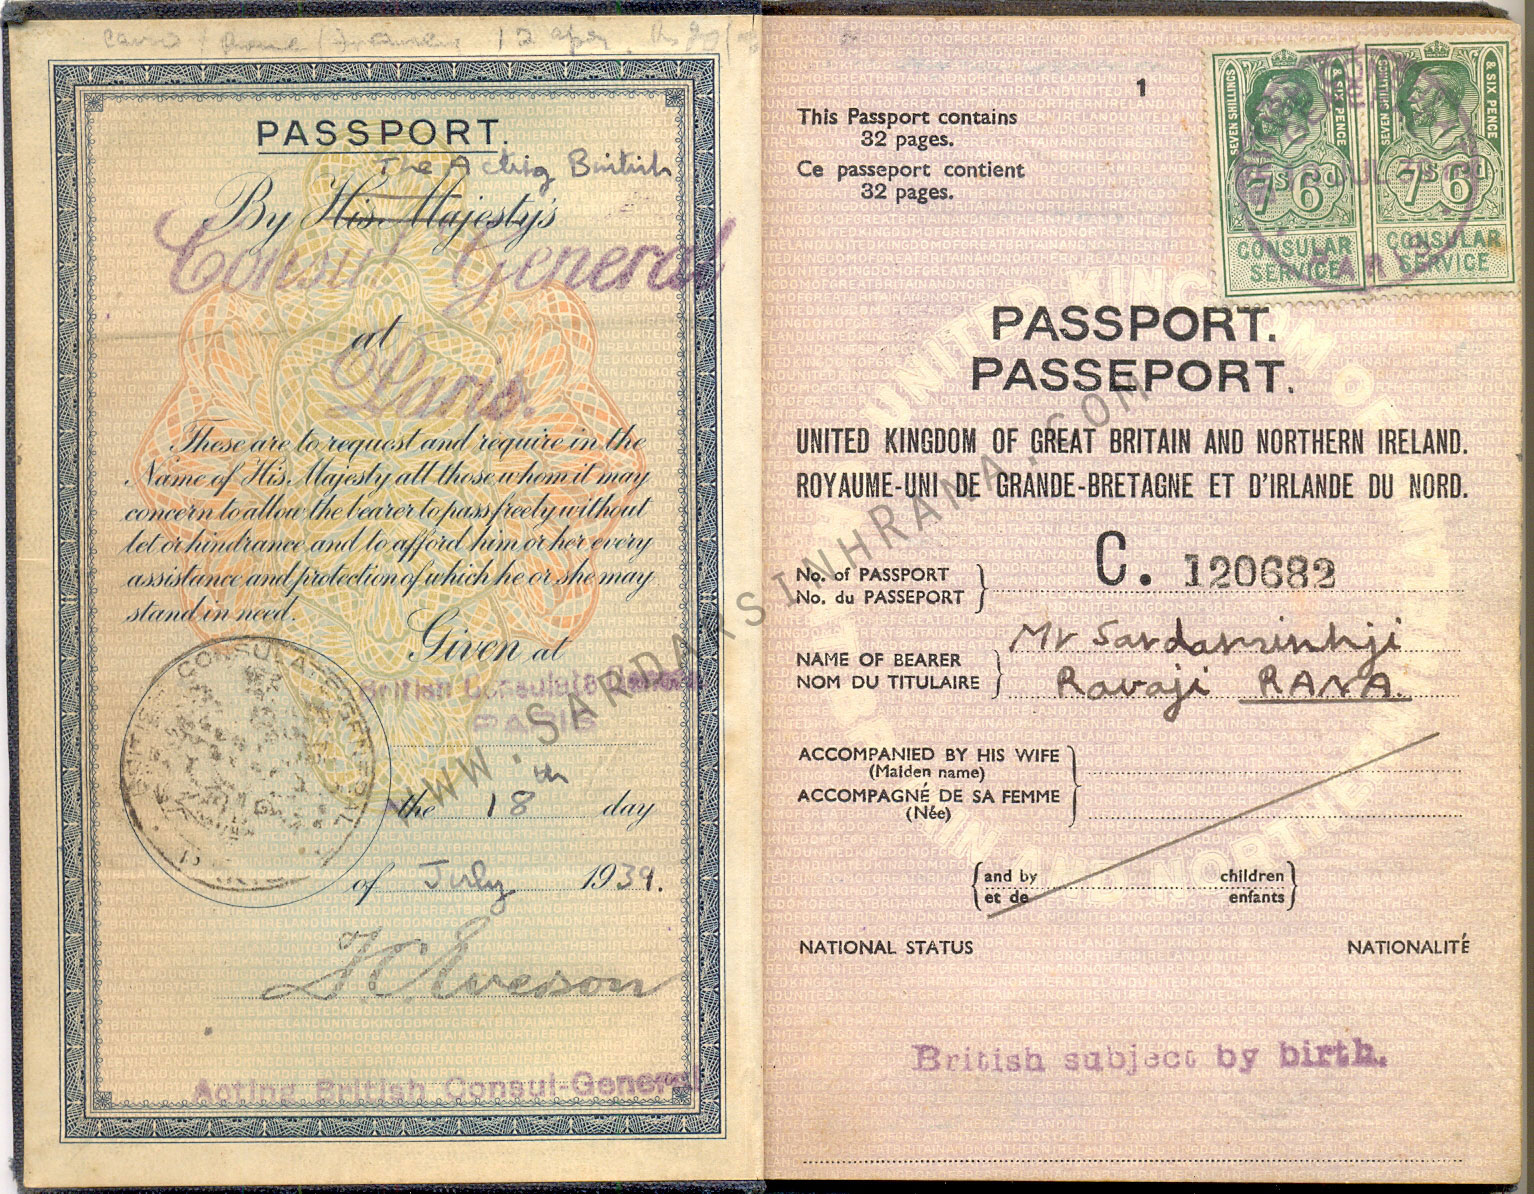 PASSPORT.
The Acting British
By His Majesty's
Consul General
at
Paris.
These are to request and require in the
Name of His Majesty all those whom it may
concern to allow the bearer to pass freely without
let or hindrance and to afford him or her every
assistance and protection of which he or she may
stand in need.
Given at
British Consulate General
PARIS
the 18th day
of July 1939.
Acting British Consul-General
BRITISH CONSULATE GENERAL
1
This Passport contains
32 pages.
Ce passeport contient
32 pages.
SEVEN SHILLINGS & SIX PENCE
7s 6d
CONSULAR
SERVICE
SEVEN SHILLINGS & SIX PENCE
7s 6d
CONSULAR
SERVICE
PARIS
PASSPORT.
PASSEPORT.
UNITED KINGDOM OF GREAT BRITAIN AND NORTHERN IRELAND.
ROYAUME-UNI DE GRANDE-BRETAGNE ET D'IRLANDE DU NORD.
No. of PASSPORT
No. du PASSEPORT
C. 120682
NAME OF BEARER
NOM DU TITULAIRE
Mr Sardarsinhji
Ravaji RANA.
ACCOMPANIED BY HIS WIFE
(Maiden name)
ACCOMPAGNÉ DE SA FEMME
(Née)
and by children
et de enfants
NATIONAL STATUS NATIONALITÉ
British subject by birth.
WWW.SARDARSINHRANA.COM